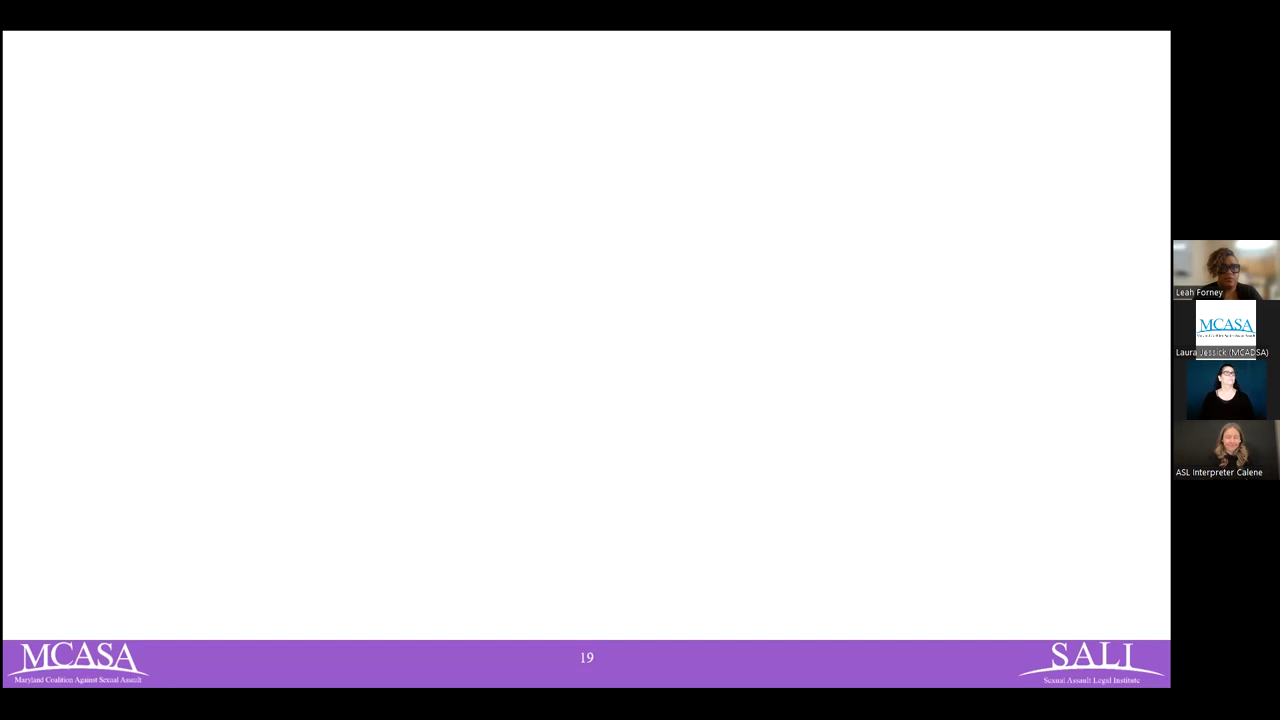 Leah Forney
MCASA
Laura Jessick (MCADSA)
ASL Interpreter Calene
MCASA
Maryland Coalition Against Sexual Assault
19
SALI
Sexual Assault Legal Institute